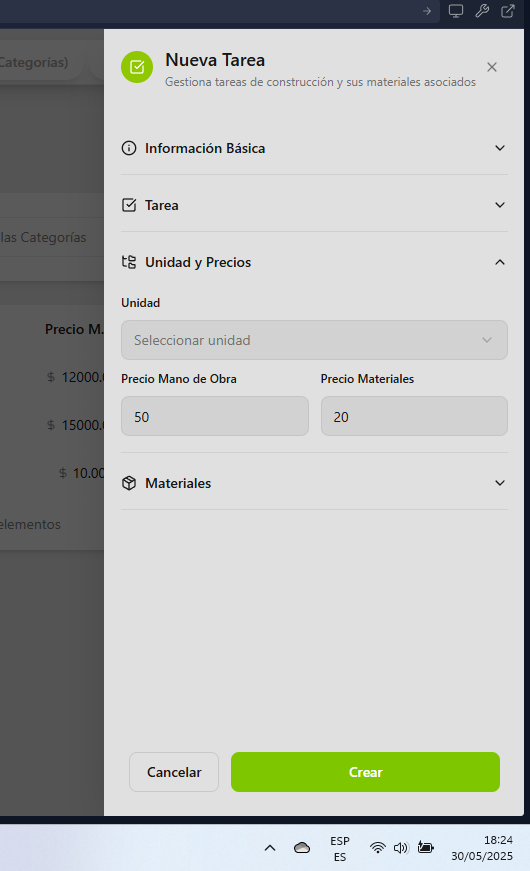 Nueva Tarea
Categorías)
Gestiona tareas de construcción y sus materiales asociados
Información Básica
Tarea
las Categorías
Unidad y Precios
Unidad
Precio M.
Seleccionar unidad
$ 12000.
Precio Mano de Obra Precio Materiales
50 20
$ 15000.
$ 10.00
Materiales
elementos
Cancelar Crear
ESP 18:24
ES 30/05/2025